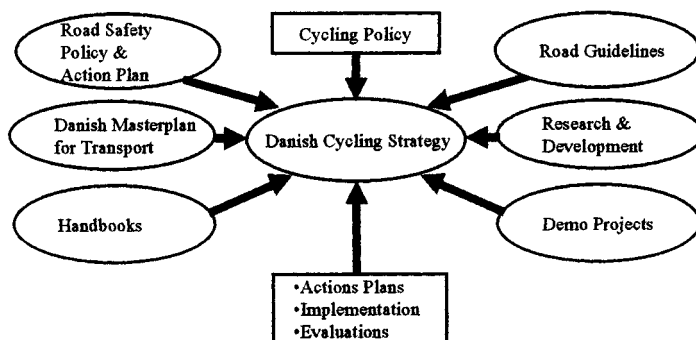 Road Safety
Policy &
Action Plan
Cycling Policy
Road Guidelines
Danish Masterplan
for Transport
Danish Cycling Strategy
Research &
Development
Handbooks
Demo Projects
•Actions Plans
•Implementation
•Evaluations